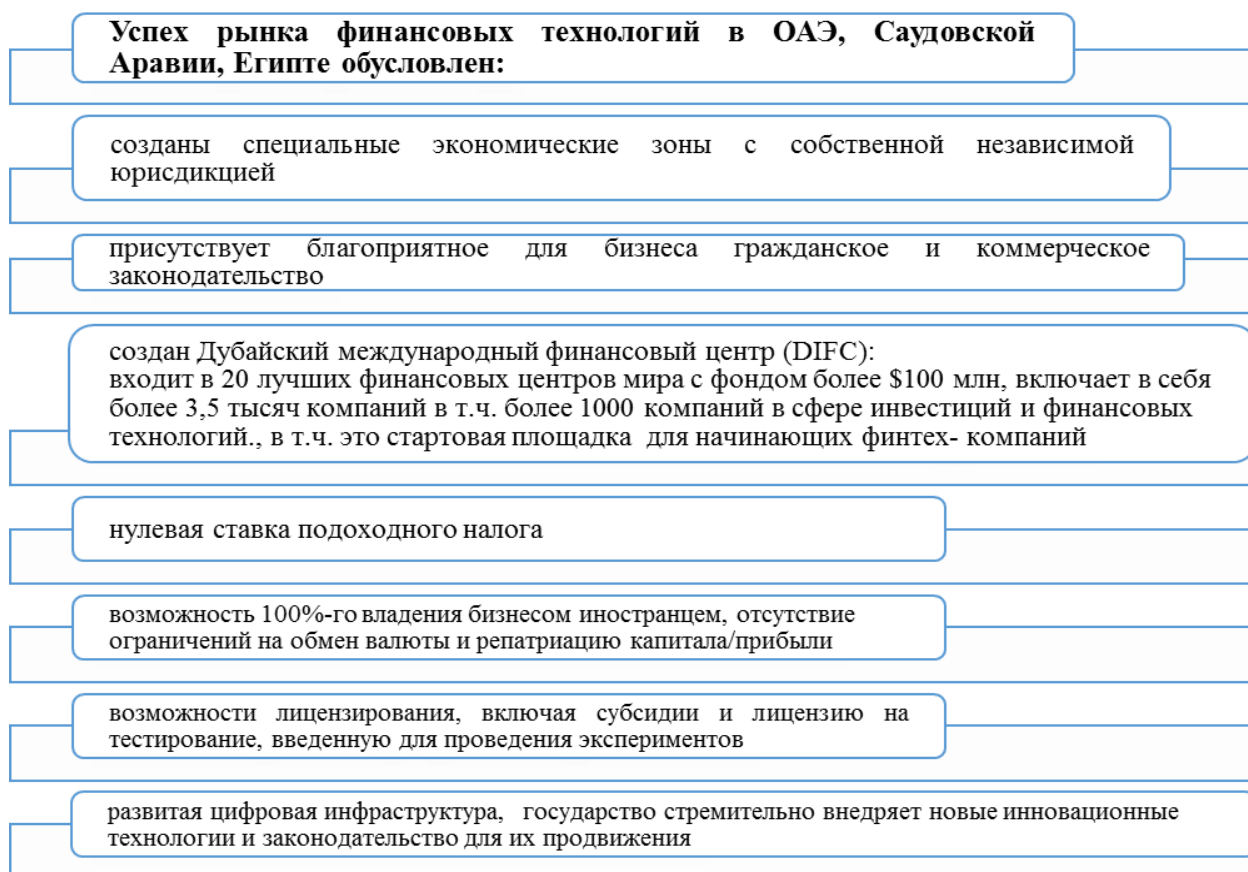 Успех рынка финансовых технологий в ОАЭ, Саудовской
Аравии, Египте обусловлен:
созданы специальные экономические зоны с собственной независимой
юрисдикцией
присутствует благоприятное для бизнеса гражданское и коммерческое
законодательство
создан Дубайский международный финансовый центр (DIFC):
входит в 20 лучших финансовых центров мира с фондом более $100 млн, включает в себя
более 3,5 тысяч компаний в т.ч. более 1000 компаний в сфере инвестиций и финансовых
технологий., в т.ч. это стартовая площадка для начинающих финтех- компаний
нулевая ставка подоходного налога
возможность 100%-го владения бизнесом иностранцем, отсутствие
ограничений на обмен валюты и репатриацию капитала/прибыли
возможности лицензирования, включая субсидии и лицензию на
тестирование, введенную для проведения экспериментов
развитая цифровая инфраструктура, государство стремительно внедряет новые инновационные
технологии и законодательство для их продвижения